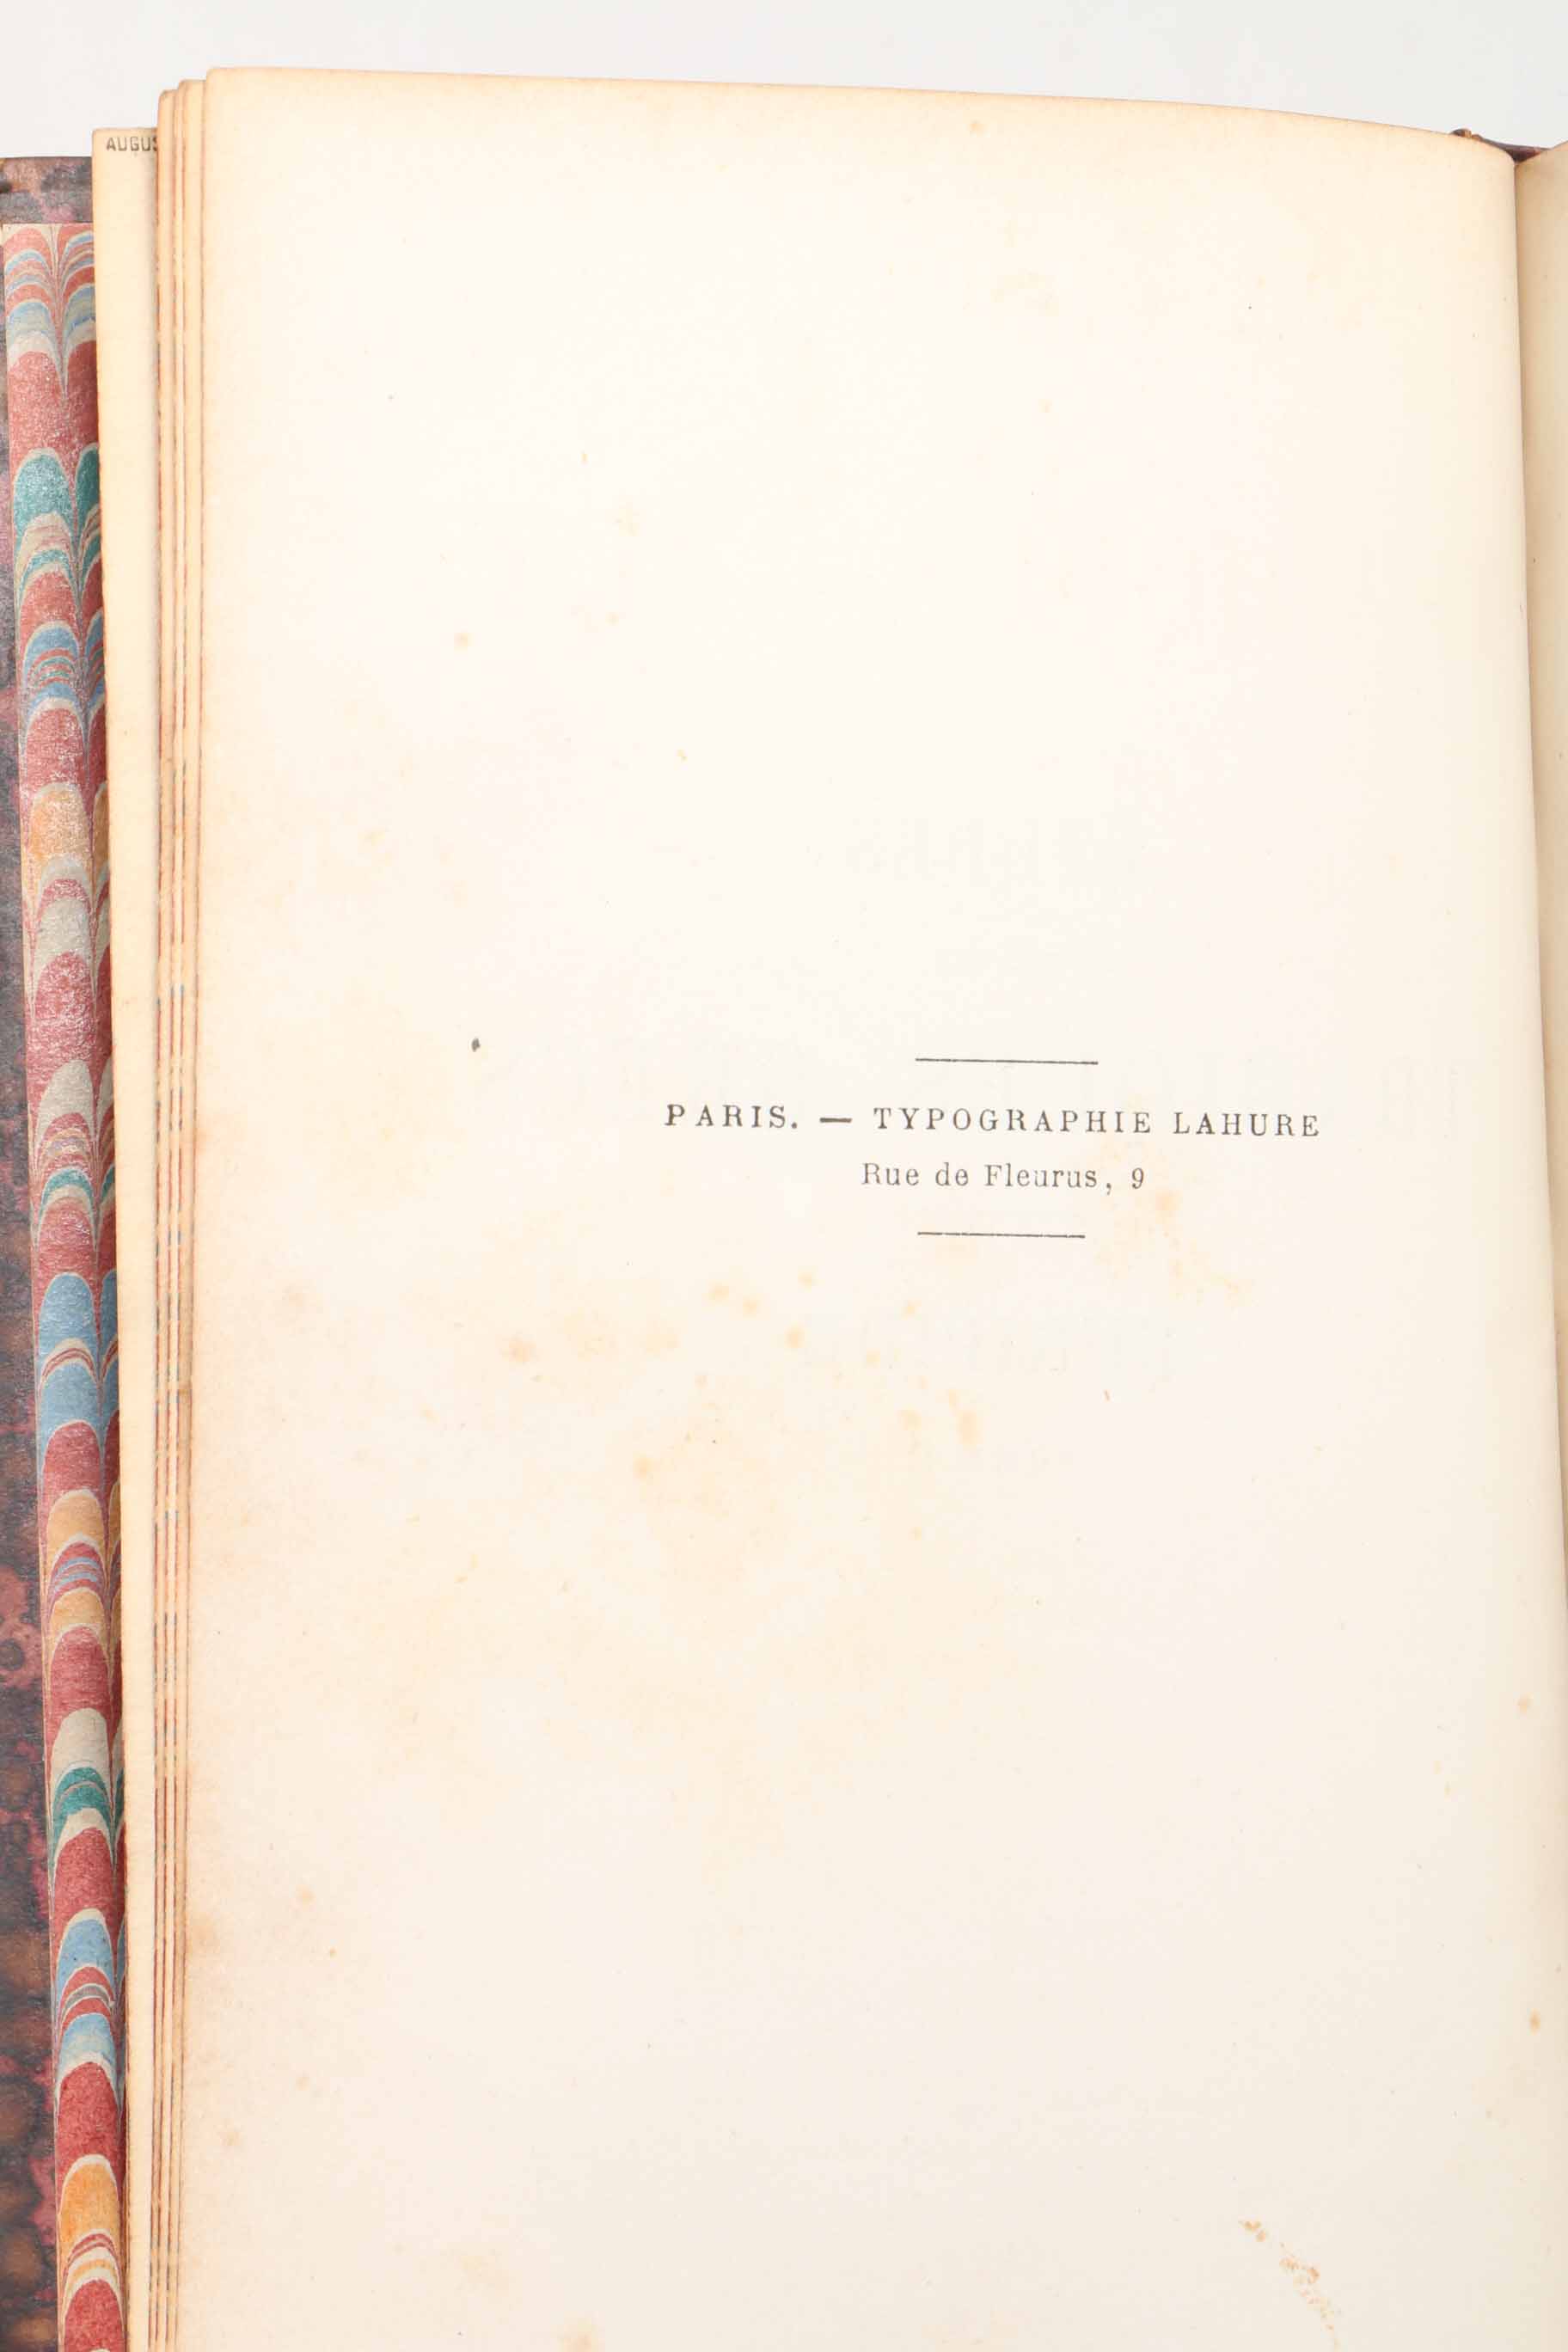 AUGUS
PARIS. — TYPOGRAPHIE LAHURE
Rue de Fleurus, 9